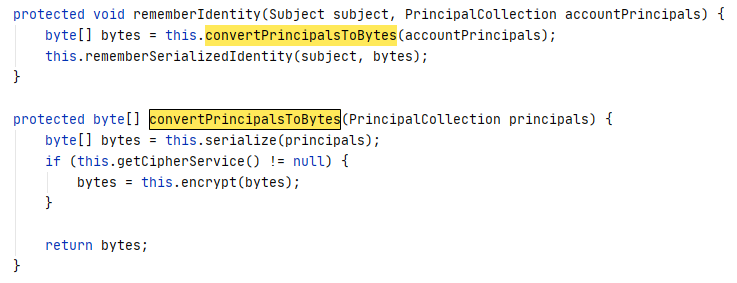 protected void rememberIdentity(Subject subject, PrincipalCollection accountPrincipals) {
    byte[] bytes = this.convertPrincipalsToBytes(accountPrincipals);
    this.rememberSerializedIdentity(subject, bytes);
}

protected byte[] convertPrincipalsToBytes(PrincipalCollection principals) {
    byte[] bytes = this.serialize(principals);
    if (this.getCipherService() != null) {
        bytes = this.encrypt(bytes);
    }

    return bytes;
}